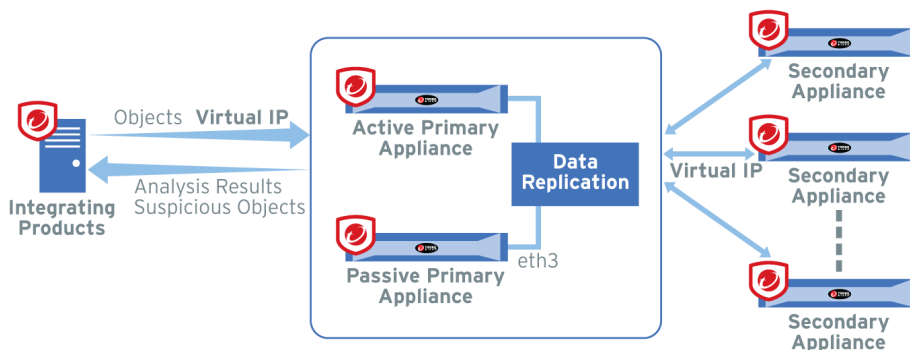 Objects Virtual IP
Analysis Results
Suspicious Objects
Integrating
Products
Active Primary
Appliance
Data
Replication
Passive Primary
Appliance
eth3
Virtual IP
Secondary
Appliance
Secondary
Appliance
Secondary
Appliance